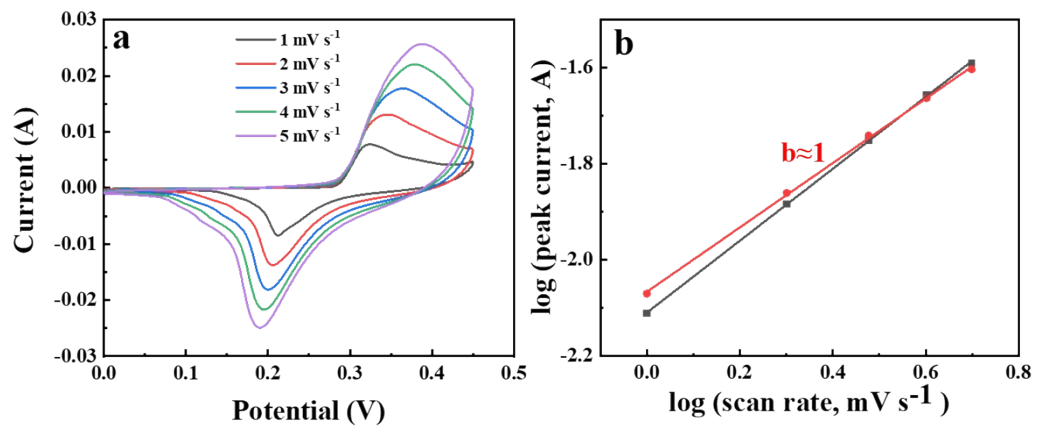 a
1 mV s-1
2 mV s-1
3 mV s-1
4 mV s-1
5 mV s-1
0.03
0.02
0.01
0.00
-0.01
-0.02
-0.03
Current (A)
0.0 0.1 0.2 0.3 0.4 0.5
Potential (V)
b
b≈1
-1.6
-1.8
-2.0
-2.2
log (peak current, A)
0.0 0.2 0.4 0.6 0.8
log (scan rate, mV s-1 )